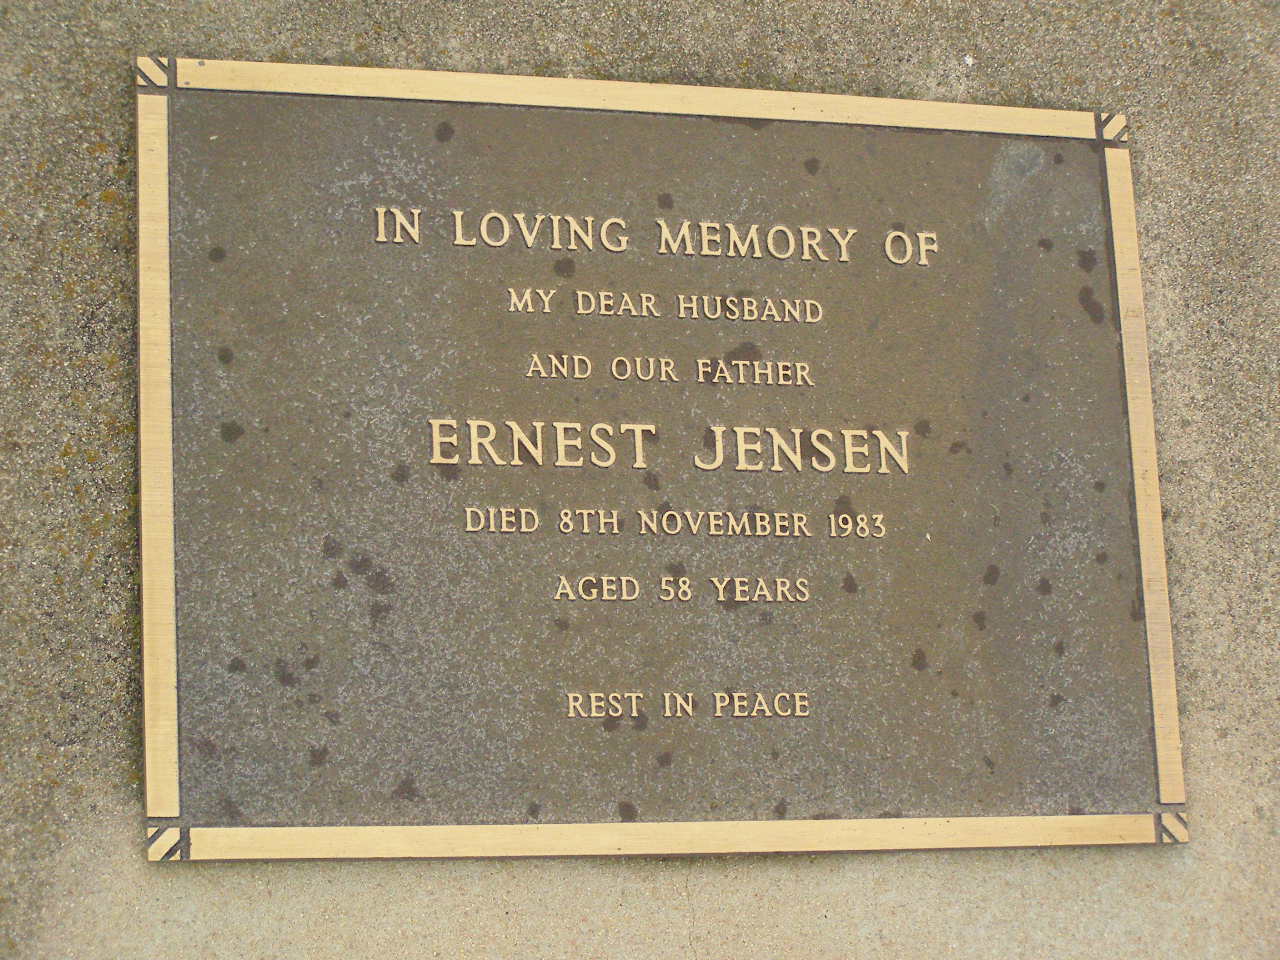 IN LOVING MEMORY OF
MY DEAR HUSBAND
AND OUR FATHER
ERNEST JENSEN
DIED 8TH NOVEMBER 1983
AGED 58 YEARS
REST IN PEACE